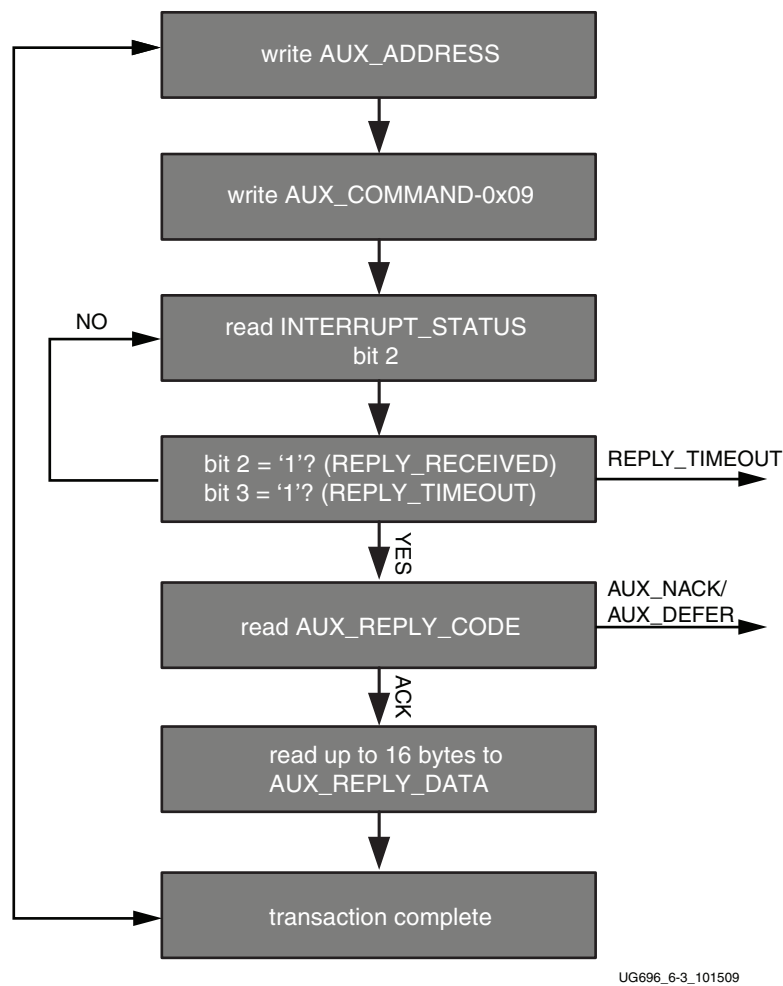 write AUX_ADDRESS
write AUX_COMMAND-0x09
NO
read INTERRUPT_STATUS
bit 2
bit 2 = ‘1’? (REPLY_RECEIVED)
bit 3 = ‘1’? (REPLY_TIMEOUT)
REPLY_TIMEOUT
YES
read AUX_REPLY_CODE
AUX_NACK/
AUX_DEFER
ACK
read up to 16 bytes to
AUX_REPLY_DATA
transaction complete
UG696_6-3_101509